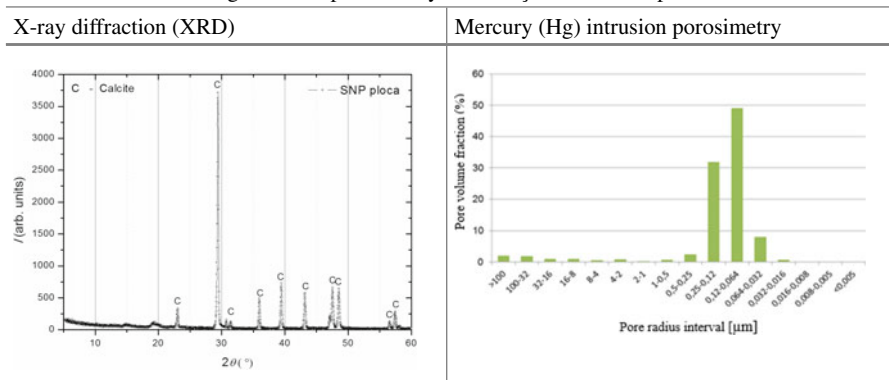 X-ray diffraction (XRD)
Mercury (Hg) intrusion porosimetry
4000
3500
3000
2500
2000
1500
1000
500
0
I (arb. units)
C - Calcite
SNP ploca
C
C
C
C
C
C
C
C
C
C
10
20
30
40
50
60
2θ(°)
60
50
40
30
20
10
0
Pore volume fraction (%)
>100
100-32
32-16
16-8
8-4
4-2
2-1
1-0,5
0,5-0,25
0,25-0,12
0,12-0,064
0,064-0,032
0,032-0,016
0,016-0,008
0,008-0,005
<0,005
Pore radius interval [µm]